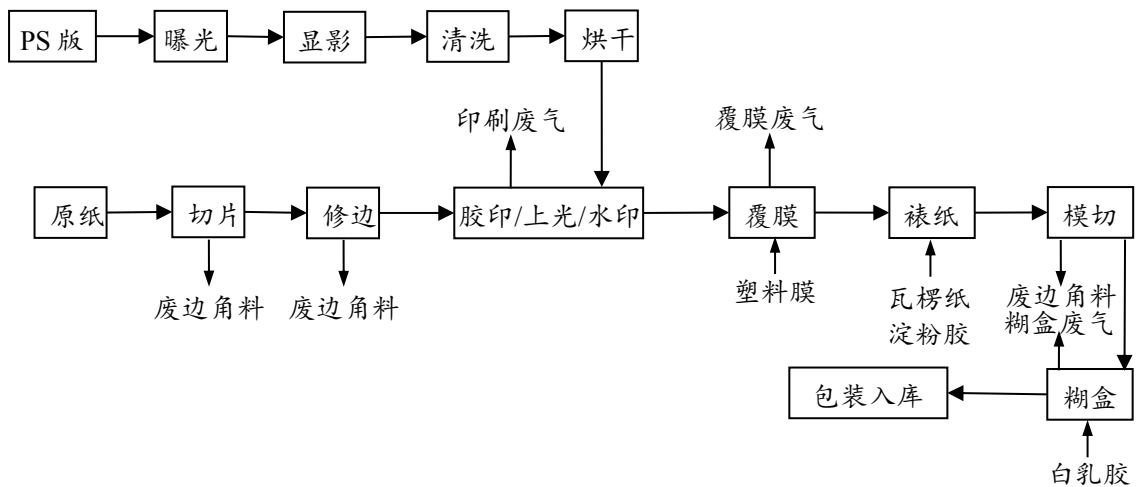 PS 版
曝光
显影
清洗
烘干
印刷废气
覆膜废气
原纸
切片
修边
胶印/上光/水印
覆膜
裱纸
模切
废边角料
废边角料
塑料膜
瓦楞纸
淀粉胶
废边角料
糊盒废气
包装入库
糊盒
白乳胶